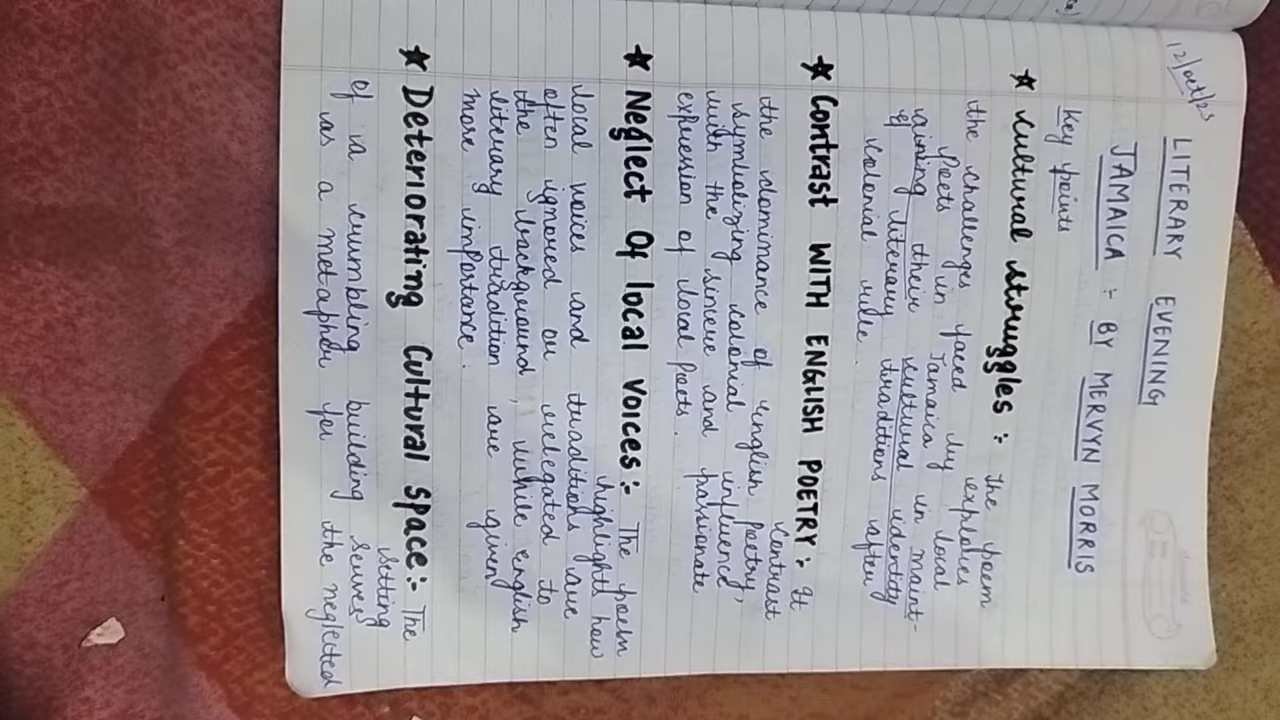 12/oct/25
LITERARY EVENING
JAMAICA :- BY MERVYN MORRIS
Key points
★ Cultural struggles :- The poem explores
the challenges faced by local
Poets in Jamaica in maint-
aining their cultural identity
& literary traditions after
colonial rule.
★ Contrast WITH ENGLISH POETRY :- It contrast
the dominance of english Poetry,
symbolizing colonial influend
with the sincere and passionate
expression of local Poets.
★ Neglect Of local voices :- The poem highlights how
local voices and traditions are
often ignored or relegated to
the background, while english
literary tradition are given
more importance.
★ Deteriorating Cultural space :- The setting
of a crumbling building serves
as a metaphor for the neglected